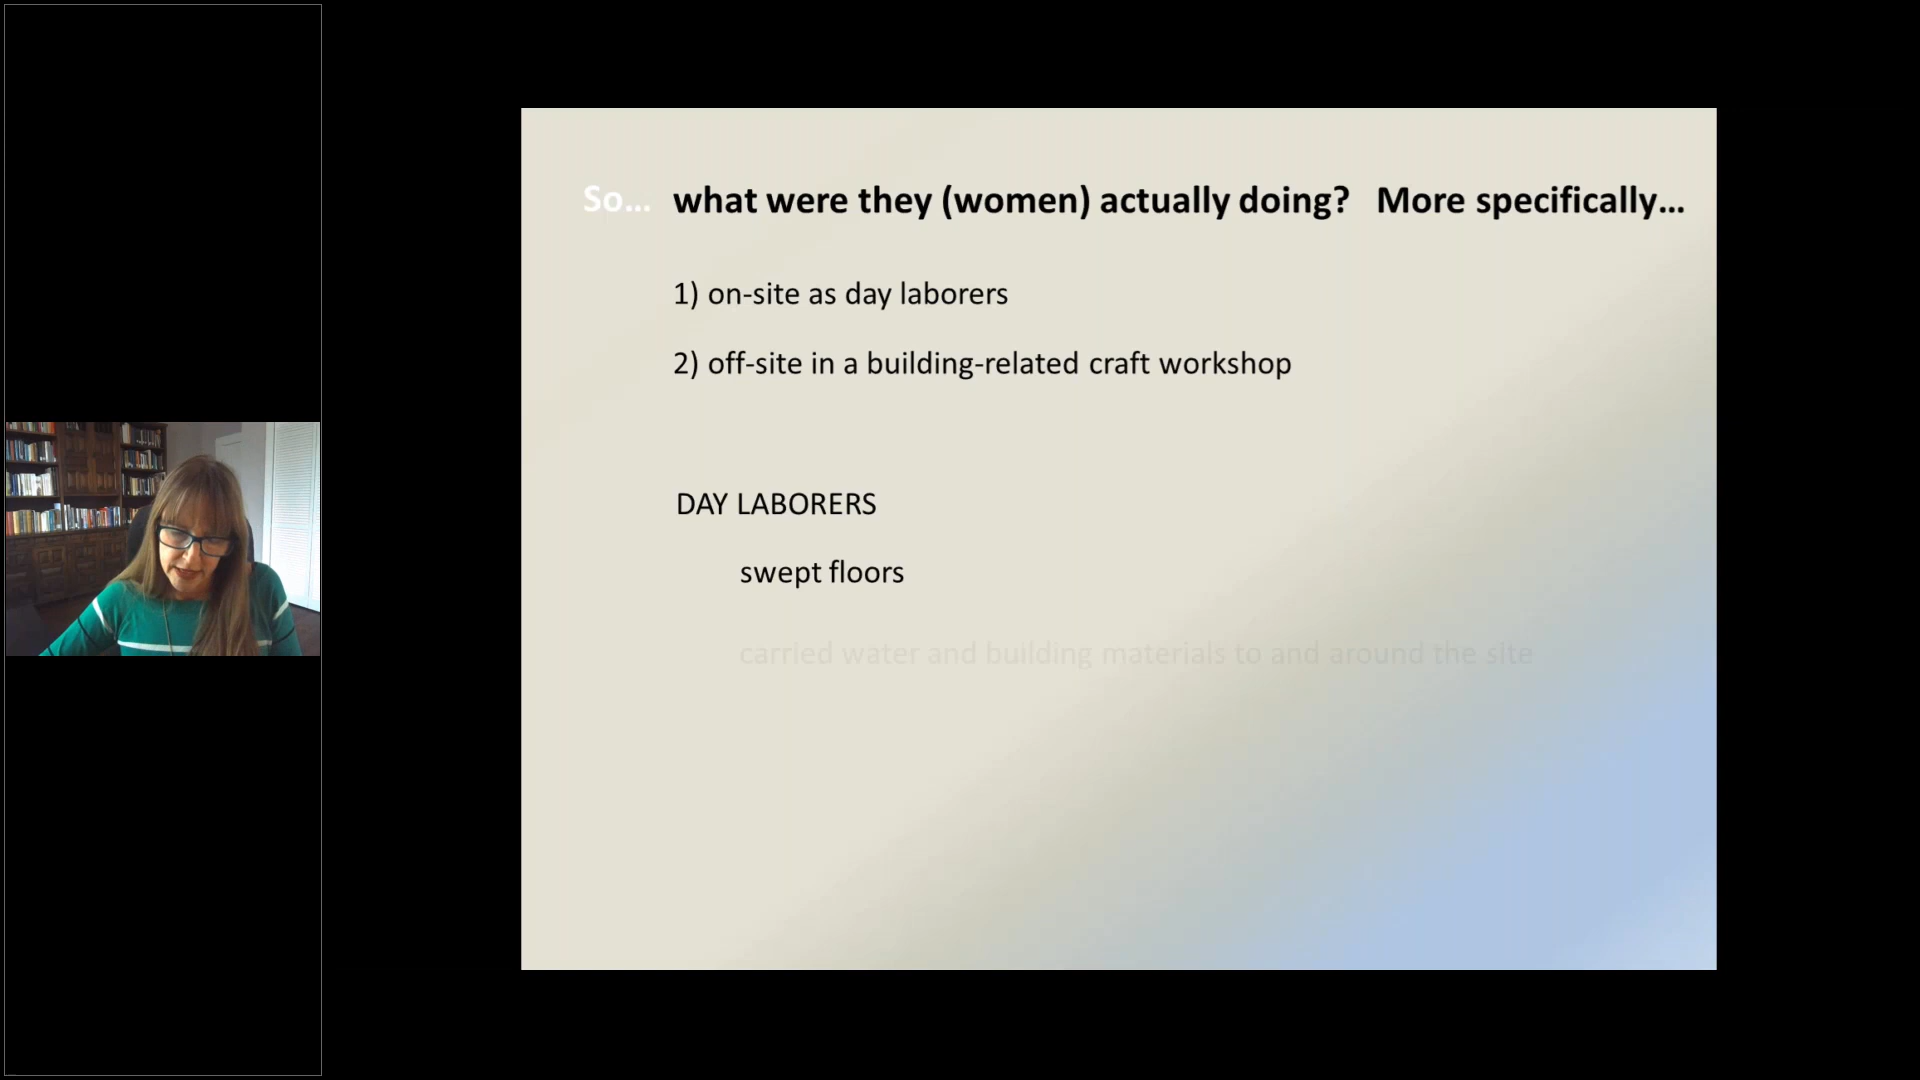 So... what were they (women) actually doing? More specifically...
1) on-site as day laborers
2) off-site in a building-related craft workshop
DAY LABORERS
swept floors
carried water and building materials to and around the site